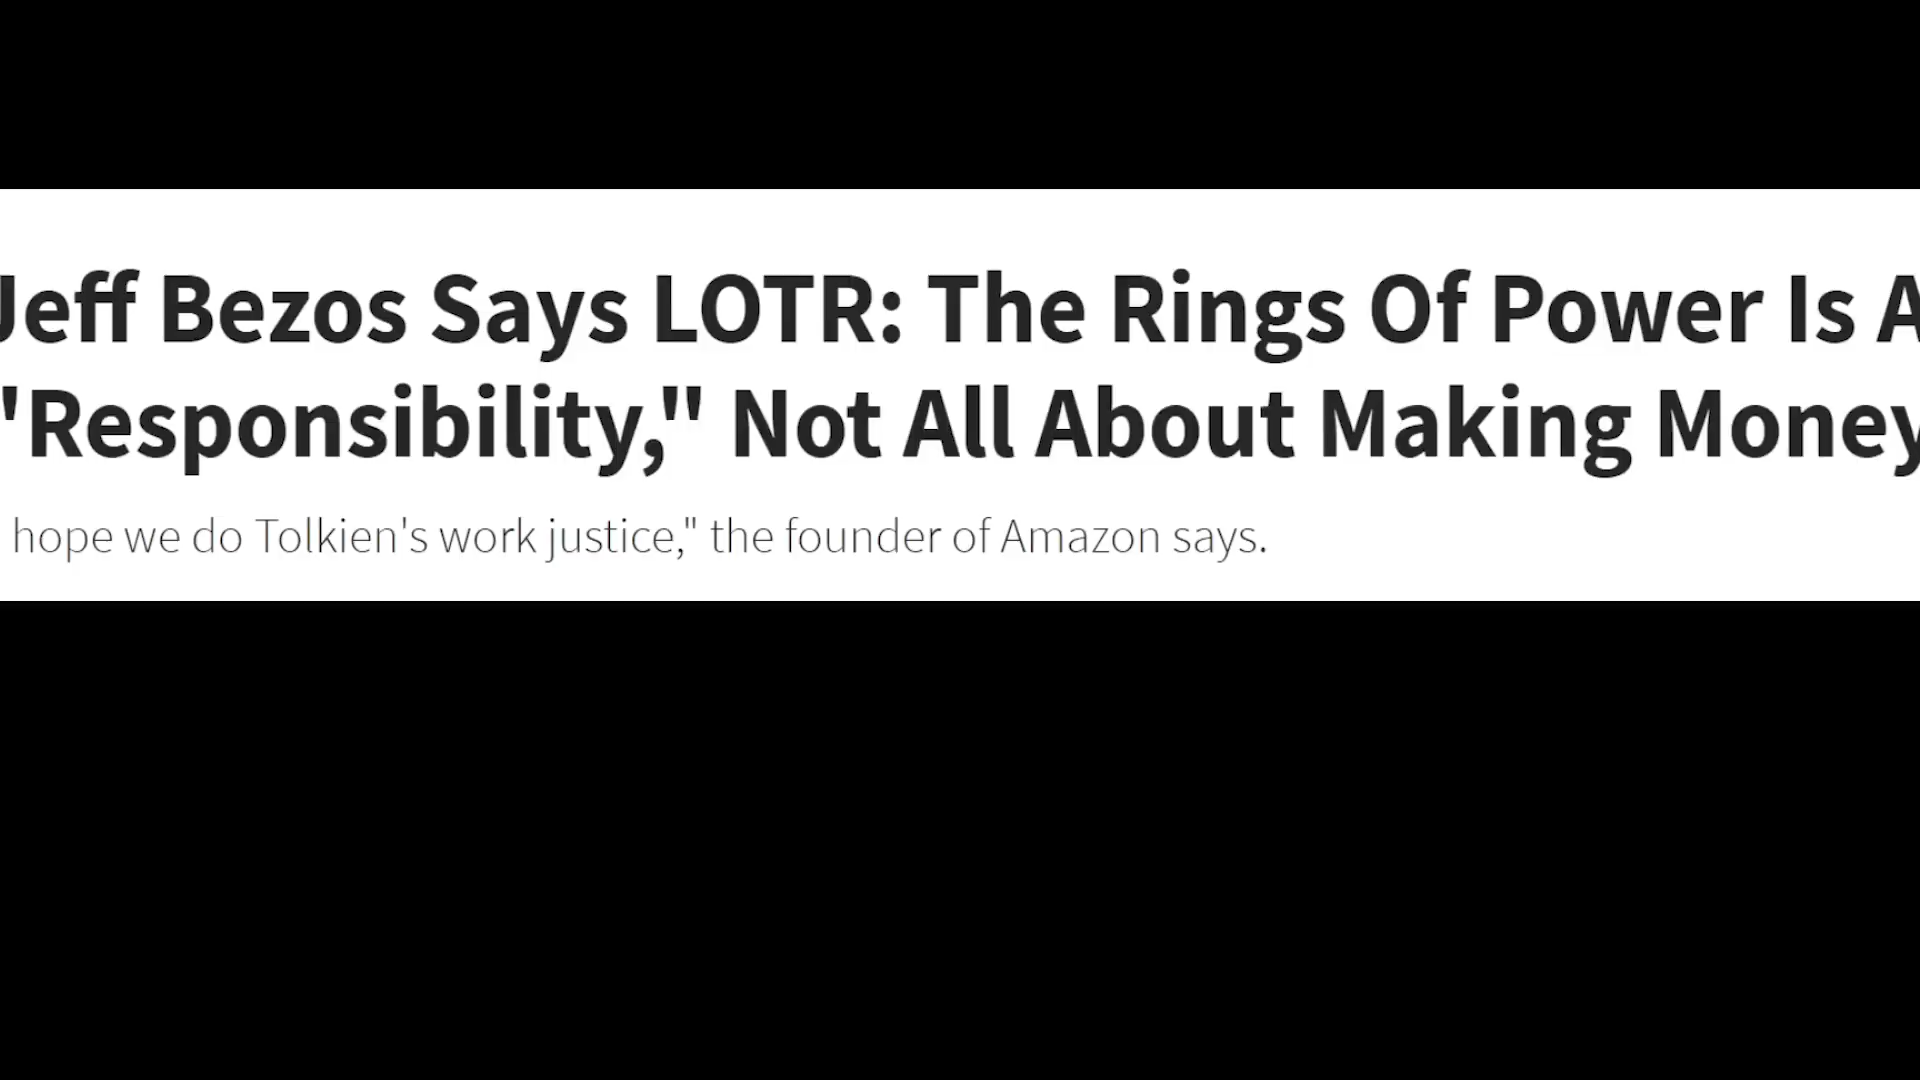 Jeff Bezos Says LOTR: The Rings Of Power Is A
"Responsibility," Not All About Making Money
hope we do Tolkien's work justice," the founder of Amazon says.